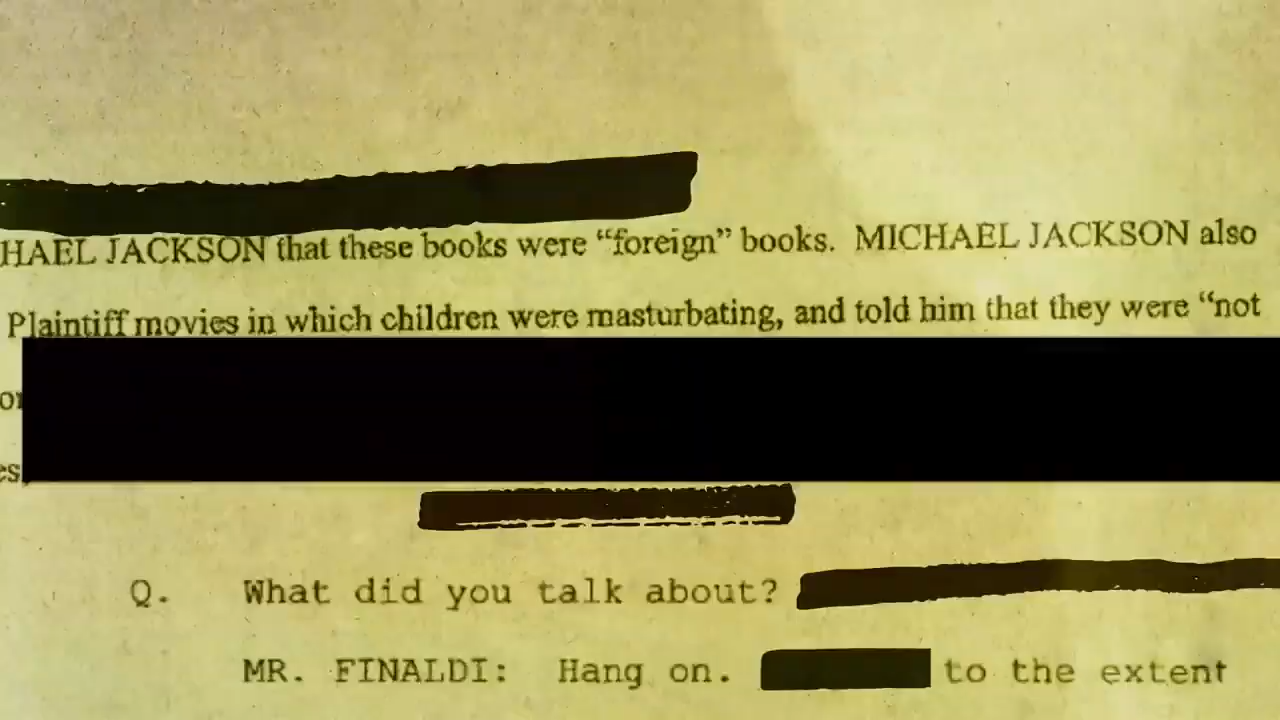 HAEL JACKSON that these books were “foreign” books. MICHAEL JACKSON also
Plaintiff movies in which children were masturbating, and told him that they were “not
Q. What did you talk about?
MR. FINALDI: Hang on. to the extent